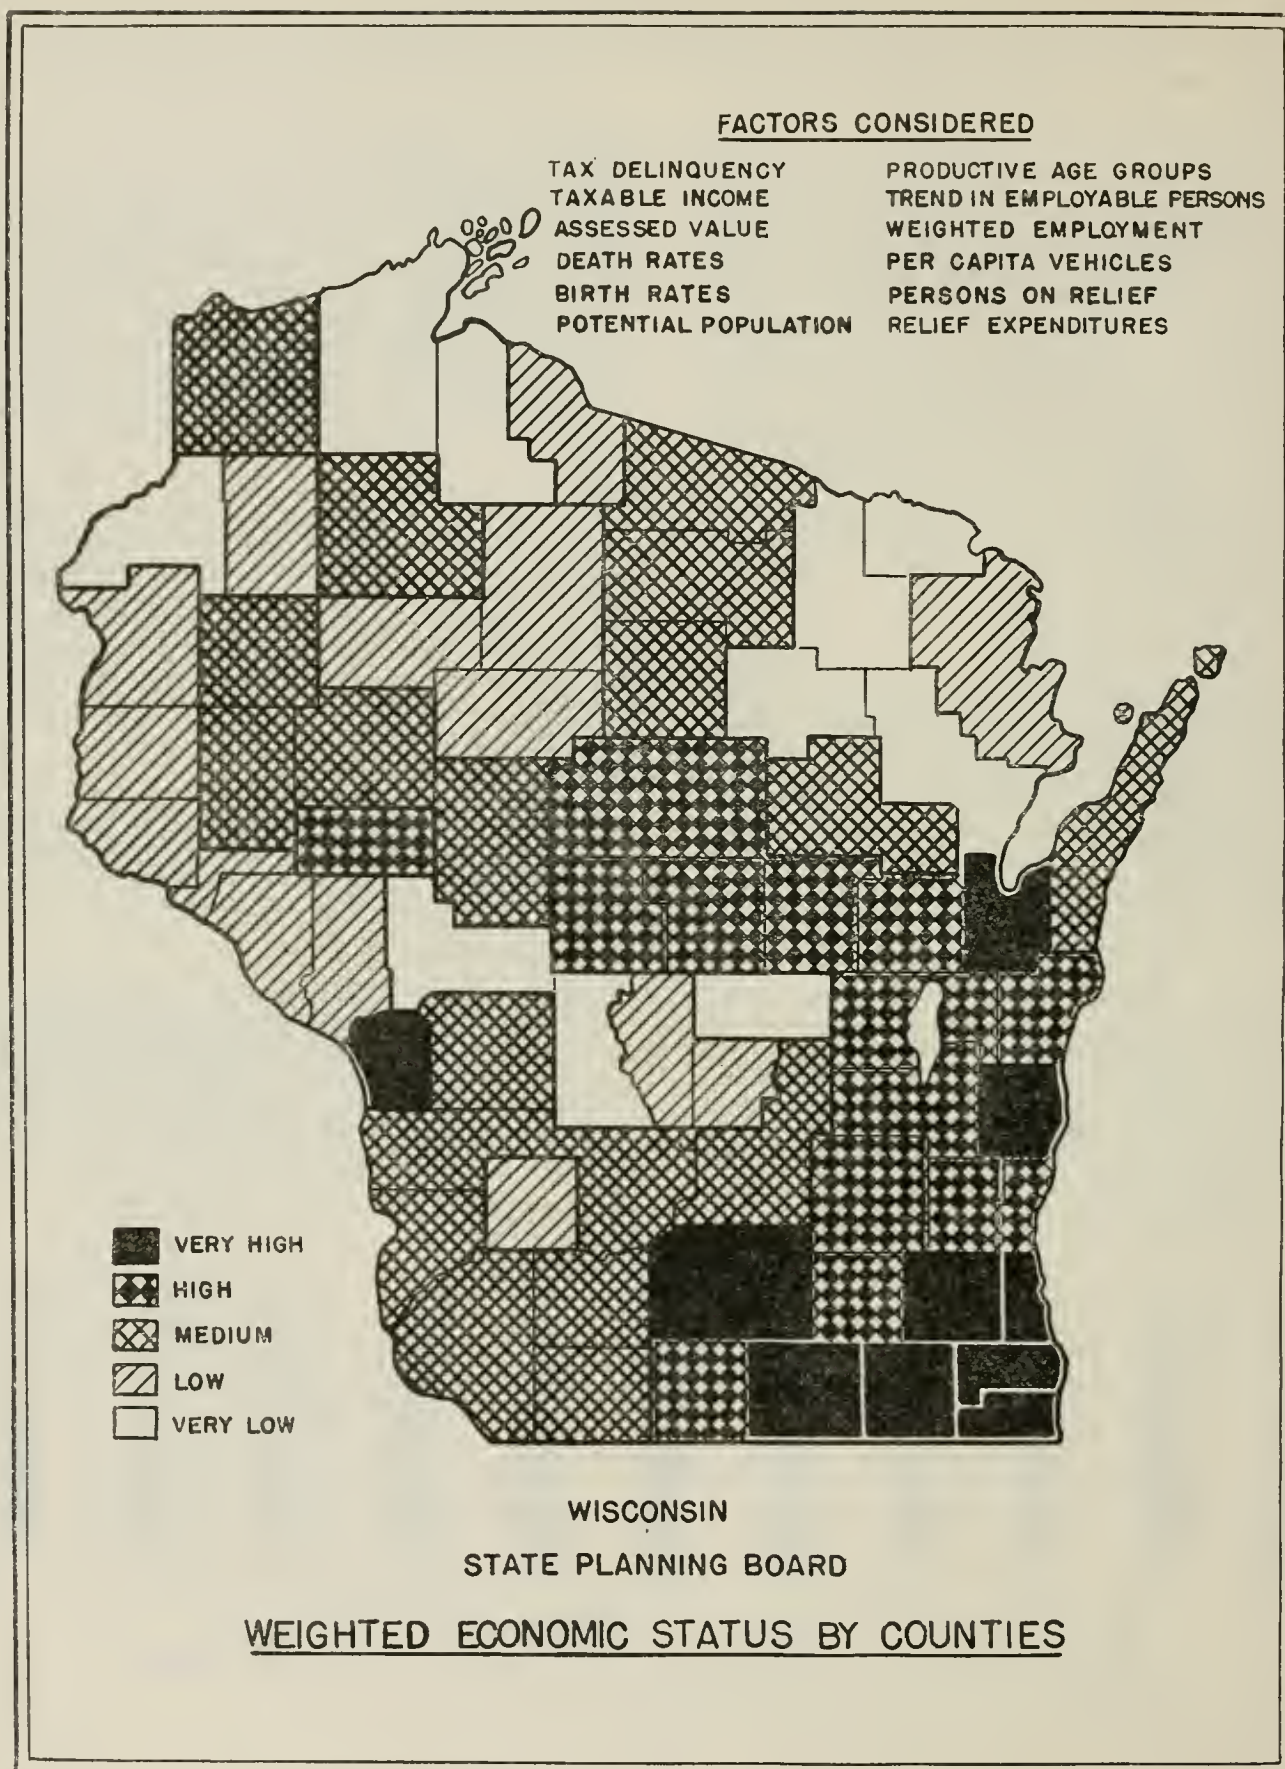 FACTORS CONSIDERED
TAX DELINQUENCY
TAXABLE INCOME
ASSESSED VALUE
DEATH RATES
BIRTH RATES
POTENTIAL POPULATION
PRODUCTIVE AGE GROUPS
TREND IN EMPLOYABLE PERSONS
WEIGHTED EMPLOYMENT
PER CAPITA VEHICLES
PERSONS ON RELIEF
RELIEF EXPENDITURES
VERY HIGH
HIGH
MEDIUM
LOW
VERY LOW
WISCONSIN
STATE PLANNING BOARD
WEIGHTED ECONOMIC STATUS BY COUNTIES